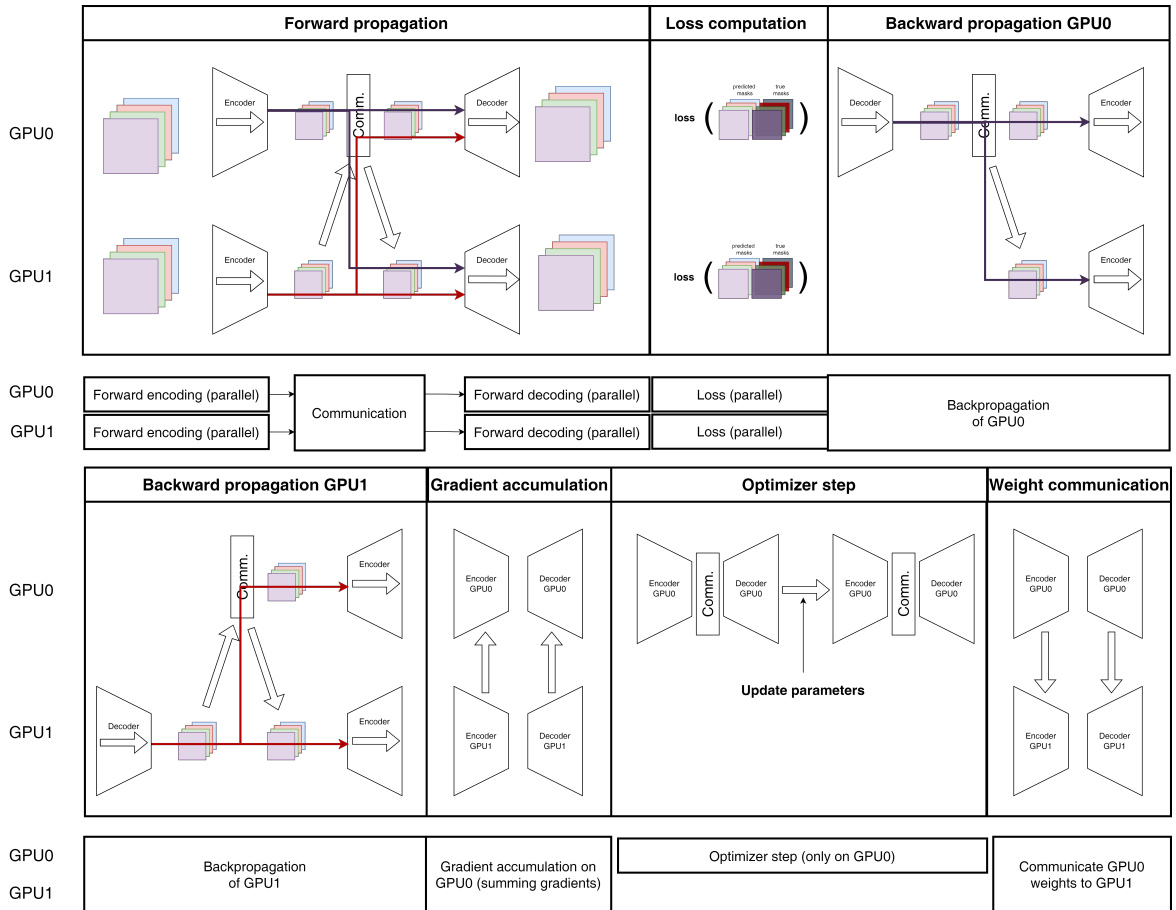 Forward propagation
Loss computation
Backward propagation GPU0
GPU0
Encoder
Comm.
Decoder
loss
(
predicted
masks
true
masks
)
Decoder
Comm.
Encoder
GPU1
Encoder
Decoder
loss
(
predicted
masks
true
masks
)
Encoder
GPU0
Forward encoding (parallel)
Communication
Forward decoding (parallel)
Loss (parallel)
Backpropagation
of GPU0
GPU1
Forward encoding (parallel)
Forward decoding (parallel)
Loss (parallel)
Backward propagation GPU1
Gradient accumulation
Optimizer step
Weight communication
GPU0
Comm.
Encoder
Encoder
GPU0
Decoder
GPU0
Encoder
GPU0
Comm.
Decoder
GPU0
Encoder
GPU0
Comm.
Decoder
GPU0
Encoder
GPU0
Decoder
GPU0
Update parameters
GPU1
Decoder
Encoder
Encoder
GPU1
Decoder
GPU1
Encoder
GPU1
Decoder
GPU1
GPU0
GPU1
Backpropagation
of GPU1
Gradient accumulation on
GPU0 (summing gradients)
Optimizer step (only on GPU0)
Communicate GPU0
weights to GPU1